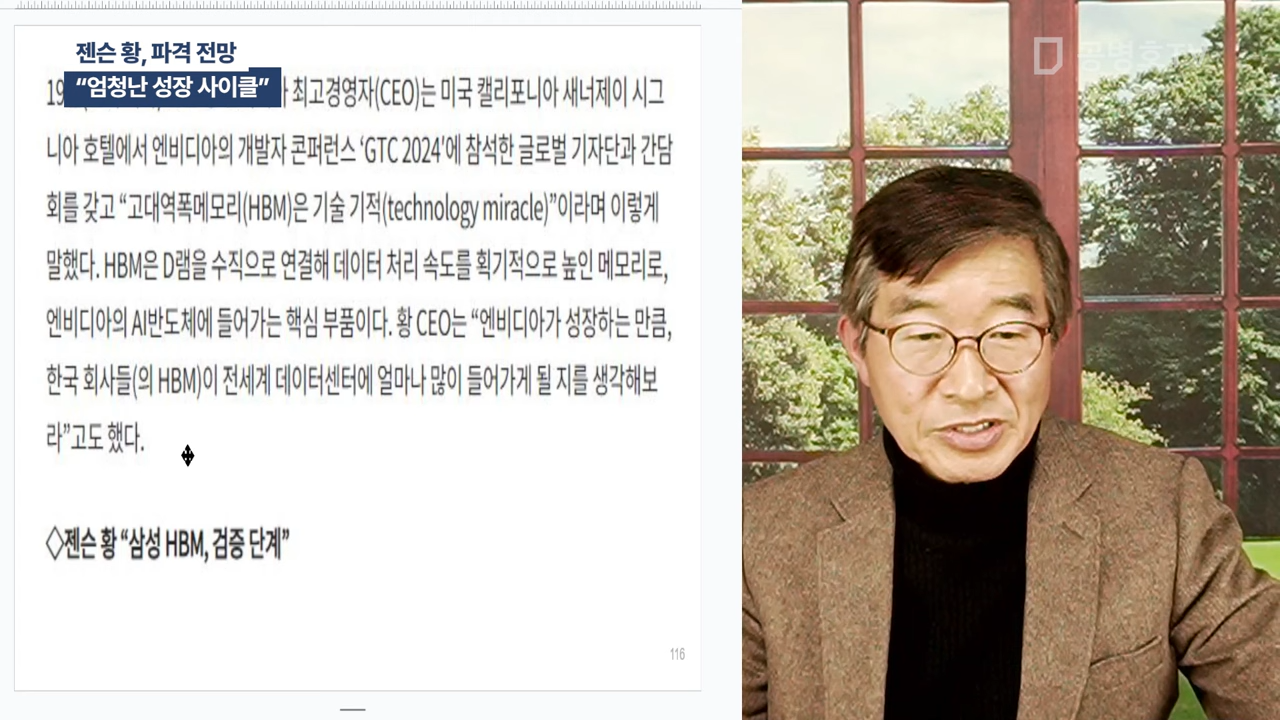 젠슨 황, 파격 전망
“엄청난 성장 사이클”
19 최고경영자(CEO)는 미국 캘리포니아 새너제이 시그
니아 호텔에서 엔비디아의 개발자 콘퍼런스 ‘GTC 2024’에 참석한 글로벌 기자단과 간담
회를 갖고 “고대역폭메모리(HBM)은 기술 기적(technology miracle)”이라며 이렇게
말했다. HBM은 D램을 수직으로 연결해 데이터 처리 속도를 획기적으로 높인 메모리로,
엔비디아의 AI반도체에 들어가는 핵심 부품이다. 황 CEO는 “엔비디아가 성장하는 만큼,
한국 회사들(의 HBM)이 전세계 데이터센터에 얼마나 많이 들어가게 될 지를 생각해보
라”고도 했다.
◇젠슨 황 “삼성 HBM, 검증 단계”
116